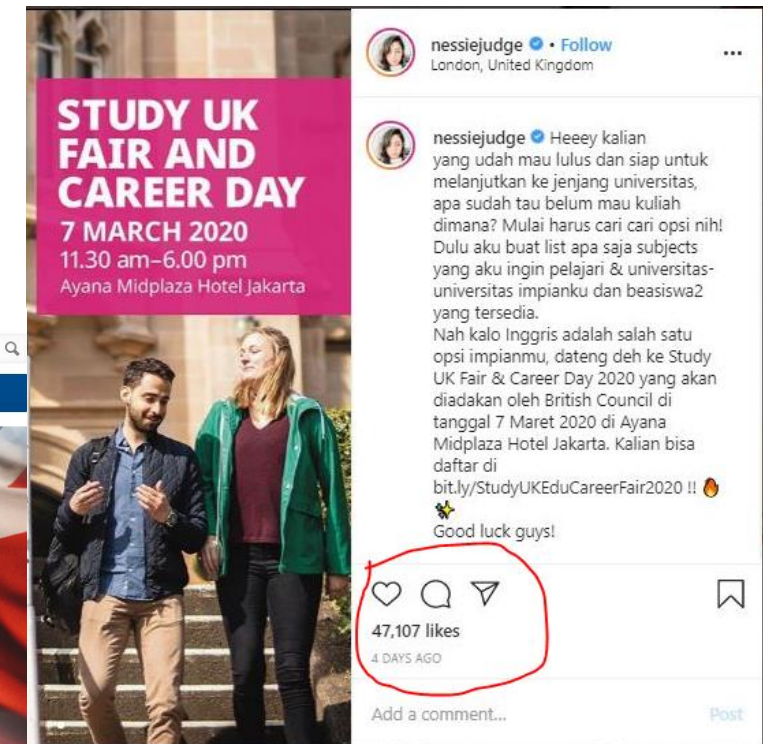 STUDY UK
FAIR AND
CAREER DAY
7 MARCH 2020
11.30 am–6.00 pm
Ayana Midplaza Hotel Jakarta
nessiejudge • Follow
London, United Kingdom
nessiejudge Heeey kalian
yang udah mau lulus dan siap untuk
melanjutkan ke jenjang universitas,
apa sudah tau belum mau kuliah
dimana? Mulai harus cari cari opsi nih!
Dulu aku buat list apa saja subjects
yang aku ingin pelajari & universitas-
universitas impianku dan beasiswa2
yang tersedia.
Nah kalo Inggris adalah salah satu
opsi impianmu, dateng deh ke Study
UK Fair & Career Day 2020 yang akan
diadakan oleh British Council di
tanggal 7 Maret 2020 di Ayana
Midplaza Hotel Jakarta. Kalian bisa
daftar di
bit.ly/StudyUKEduCareerFair2020 !! 🔥
✨
Good luck guys!
47,107 likes
4 DAYS AGO
Add a comment... Post